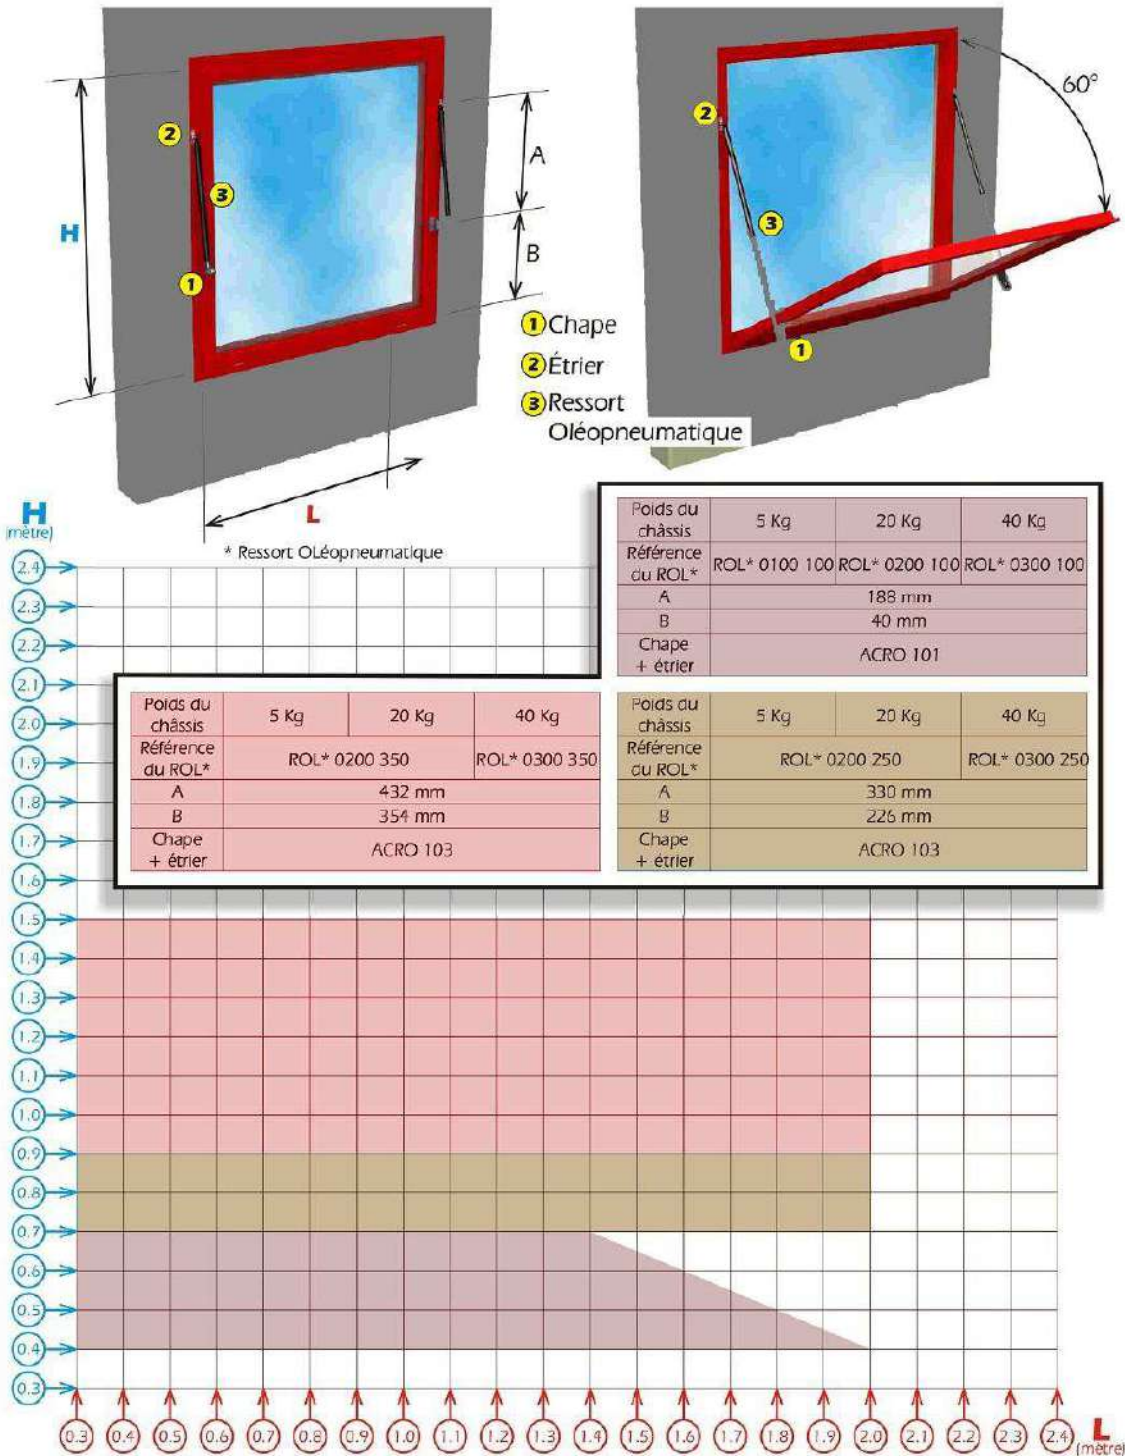 H
2
3
1
A
B
L
60°
2
3
1
1 Chape
2 Étrier
3 Ressort
Oléopneumatique
* Ressort OLéopneumatique
H
(mètre)
Poids du châssis 5 Kg 20 Kg 40 Kg
Référence du ROL* ROL* 0100 100 ROL* 0200 100 ROL* 0300 100
A 188 mm
B 40 mm
Chape + étrier ACRO 101
Poids du châssis 5 Kg 20 Kg 40 Kg
Référence du ROL* ROL* 0200 350 ROL* 0300 350
A 432 mm
B 354 mm
Chape + étrier ACRO 103
Poids du châssis 5 Kg 20 Kg 40 Kg
Référence du ROL* ROL* 0200 250 ROL* 0300 250
A 330 mm
B 226 mm
Chape + étrier ACRO 103
2.4
2.3
2.2
2.1
2.0
1.9
1.8
1.7
1.6
1.5
1.4
1.3
1.2
1.1
1.0
0.9
0.8
0.7
0.6
0.5
0.4
0.3
0.3 0.4 0.5 0.6 0.7 0.8 0.9 1.0 1.1 1.2 1.3 1.4 1.5 1.6 1.7 1.8 1.9 2.0 2.1 2.2 2.3 2.4
L
(mètre)